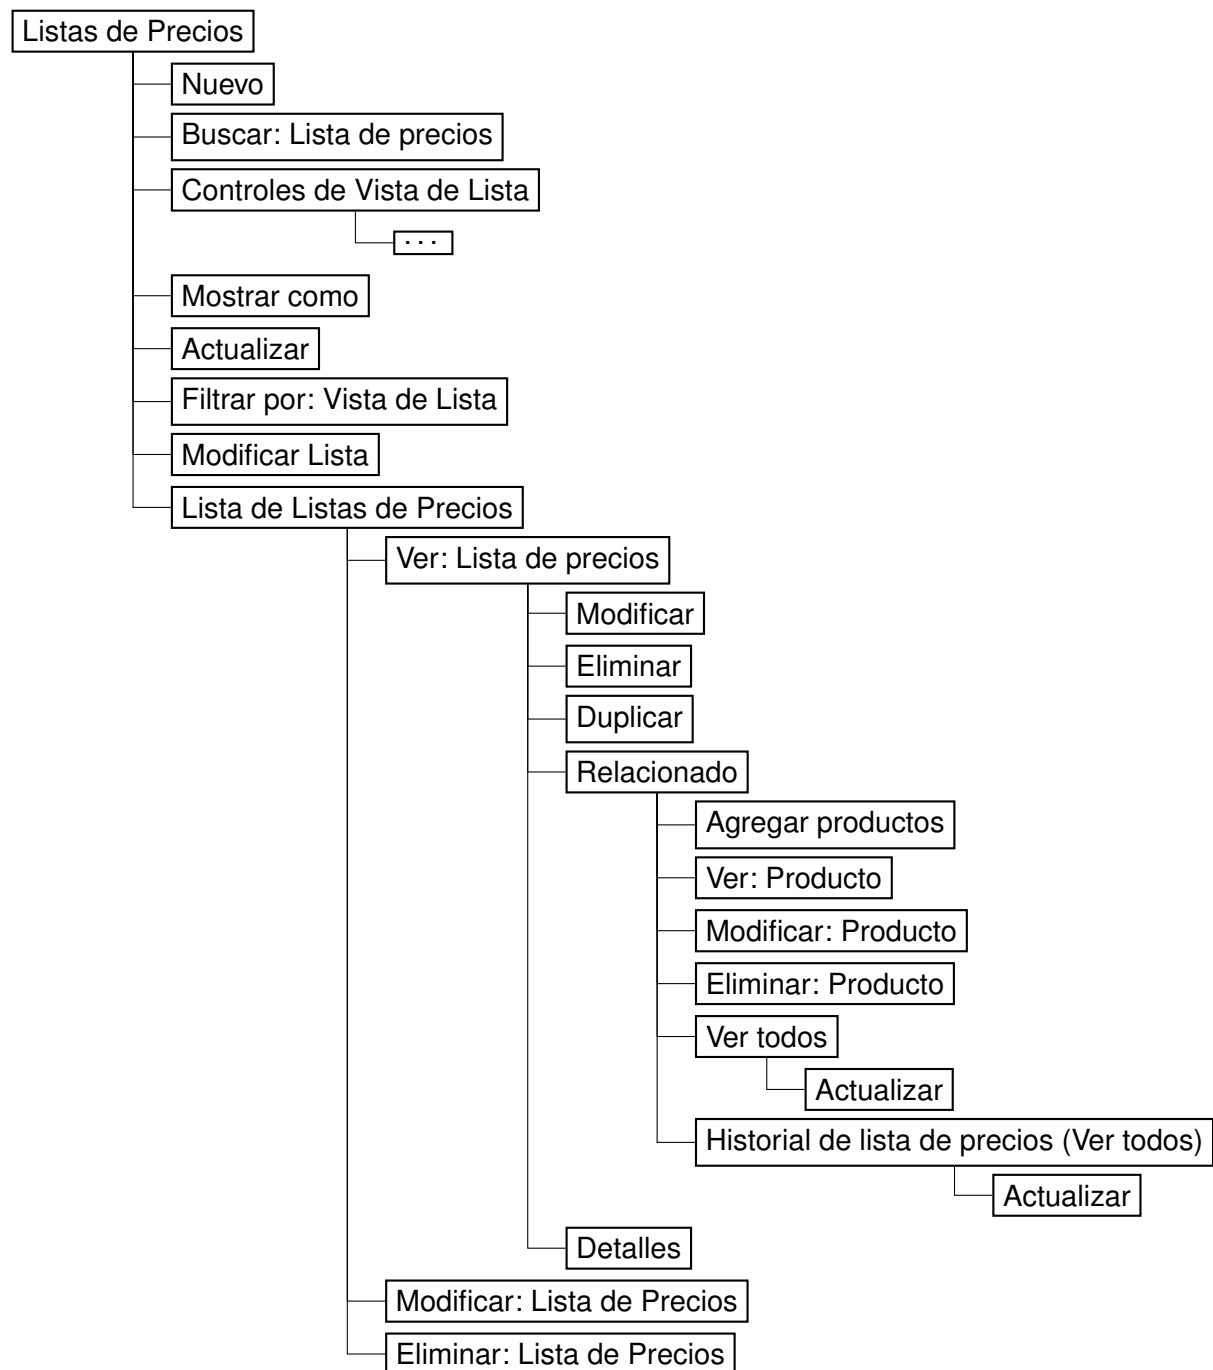 Listas de Precios
Nuevo
Buscar: Lista de precios
Controles de Vista de Lista
...
Mostrar como
Actualizar
Filtrar por: Vista de Lista
Modificar Lista
Lista de Listas de Precios
Ver: Lista de precios
Modificar
Eliminar
Duplicar
Relacionado
Agregar productos
Ver: Producto
Modificar: Producto
Eliminar: Producto
Ver todos
Actualizar
Historial de lista de precios (Ver todos)
Actualizar
Detalles
Modificar: Lista de Precios
Eliminar: Lista de Precios